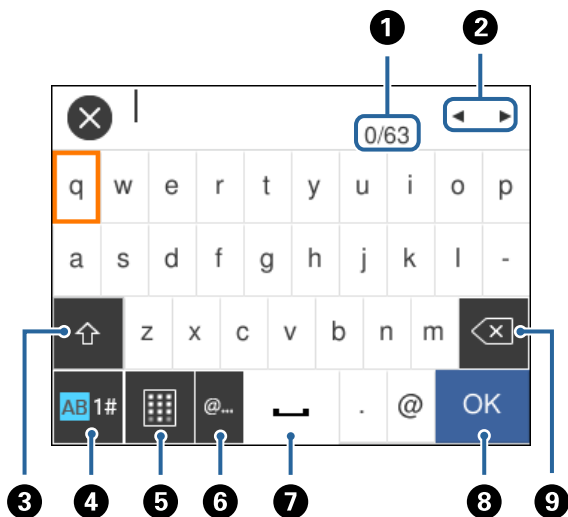 1 2
0/63
q w e r t y u i o p
a s d f g h j k l -
z x c v b n m
AB 1# @... . @ OK
3 4 5 6 7 8 9